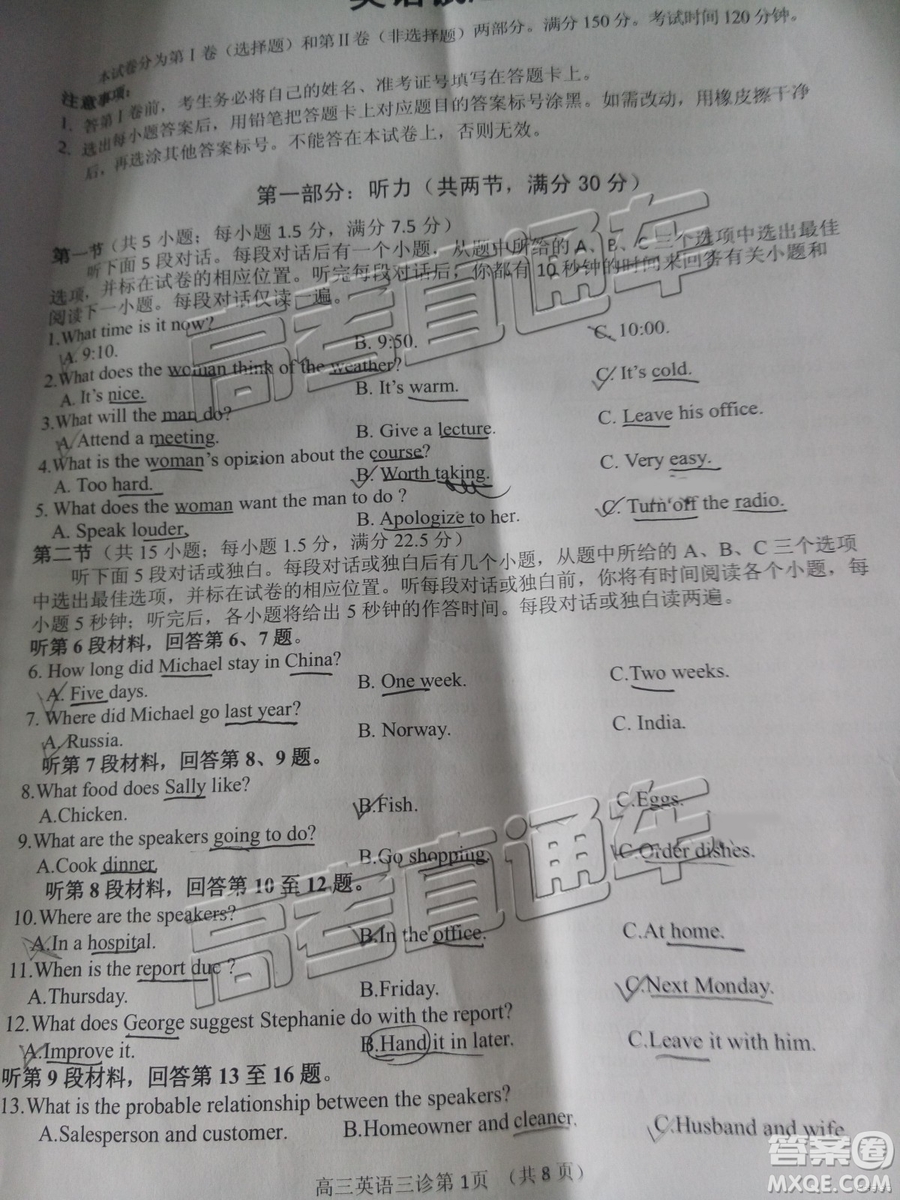 本试卷分为第Ⅰ卷（选择题）和第Ⅱ卷（非选择题）两部分。满分 150 分。考试时间 120 分钟。
注意事项：
1. 答第Ⅰ卷前，考生务必将自己的姓名、准考证号填写在答题卡上。
2. 选出每小题答案后，用铅笔把答题卡上对应题目的答案标号涂黑。如需改动，用橡皮擦干净
后，再选涂其他答案标号。不能答在本试卷上，否则无效。
第一部分：听力（共两节，满分 30 分）
第一节（共 5 小题；每小题 1.5 分，满分 7.5 分）
听下面 5 段对话。每段对话后有一个小题，从题中所给的 A、B、C 三个选项中选出最佳
选项，并标在试卷的相应位置。听完每段对话后，你都有 10 秒钟的时间来回答有关小题和
阅读下一小题。每段对话仅读一遍。
1.What time is it now?
A. 9:10. B. 9:50. C. 10:00.
2.What does the woman think of the weather?
A. It's nice. B. It's warm. C. It's cold.
3.What will the man do?
A. Attend a meeting. B. Give a lecture. C. Leave his office.
4.What is the woman's opinion about the course?
A. Too hard. B. Worth taking. C. Very easy.
5. What does the woman want the man to do ?
A. Speak louder. B. Apologize to her. C. Turn off the radio.
第二节（共 15 小题；每小题 1.5 分，满分 22.5 分）
听下面 5 段对话或独白。每段对话或独白后有几个小题，从题中所给的 A、B、C 三个选项
中选出最佳选项，并标在试卷的相应位置。听每段对话或独白前，你将有时间阅读各个小题，每
小题 5 秒钟；听完后，各小题将给出 5 秒钟的作答时间。每段对话或独白读两遍。
听第 6 段材料，回答第 6、7 题。
6. How long did Michael stay in China?
A. Five days. B. One week. C.Two weeks.
7. Where did Michael go last year?
A. Russia. B. Norway. C. India.
听第 7 段材料，回答第 8、9 题。
8.What food does Sally like?
A.Chicken. B.Fish. C.Eggs.
9.What are the speakers going to do?
A.Cook dinner. B.Go shopping. C.Order dishes.
听第 8 段材料，回答第 10 至 12 题。
10.Where are the speakers?
A.In a hospital. B.In the office. C.At home.
11.When is the report due ?
A.Thursday. B.Friday. C.Next Monday.
12.What does George suggest Stephanie do with the report?
A.Improve it. B.Hand it in later. C.Leave it with him.
听第 9 段材料，回答第 13 至 16 题。
13.What is the probable relationship between the speakers?
A.Salesperson and customer. B.Homeowner and cleaner. C.Husband and wife.
高三英语三诊第 1页 （共 8 页）
高考直通车
高考直通车
答案卷